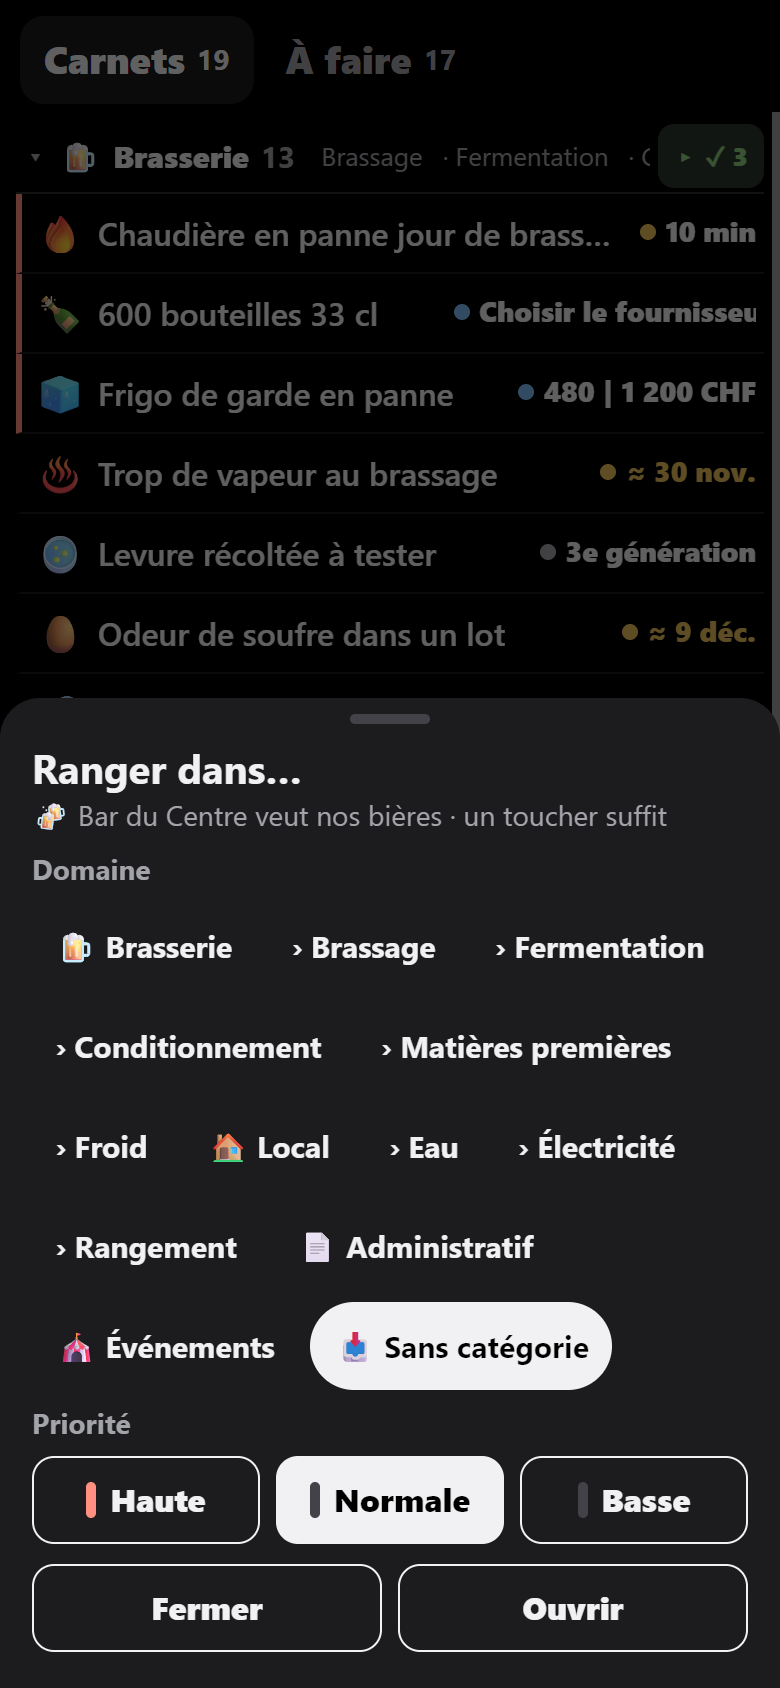 Carnets 19 À faire 17
Brasserie 13 Brassage · Fermentation · ✓ 3
Chaudière en panne jour de brass… 10 min
600 bouteilles 33 cl Choisir le fournisseu
Frigo de garde en panne 480 | 1 200 CHF
Trop de vapeur au brassage ≈ 30 nov.
Levure récoltée à tester 3e génération
Odeur de soufre dans un lot ≈ 9 déc.
Ranger dans…
Bar du Centre veut nos bières · un toucher suffit
Domaine
Brasserie › Brassage › Fermentation
› Conditionnement › Matières premières
› Froid Local › Eau › Électricité
› Rangement Administratif
Événements Sans catégorie
Priorité
Haute Normale Basse
Fermer Ouvrir